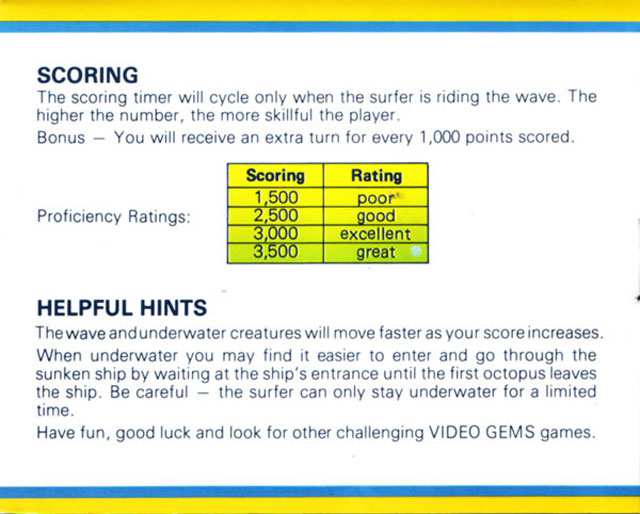 SCORING
The scoring timer will cycle only when the surfer is riding the wave. The
higher the number, the more skillful the player.
Bonus — You will receive an extra turn for every 1,000 points scored.
Scoring Rating
1,500 poor
Proficiency Ratings: 2,500 good
3,000 excellent
3,500 great
HELPFUL HINTS
The wave and underwater creatures will move faster as your score increases.
When underwater you may find it easier to enter and go through the
sunken ship by waiting at the ship's entrance until the first octopus leaves
the ship. Be careful — the surfer can only stay underwater for a limited
time.
Have fun, good luck and look for other challenging VIDEO GEMS games.